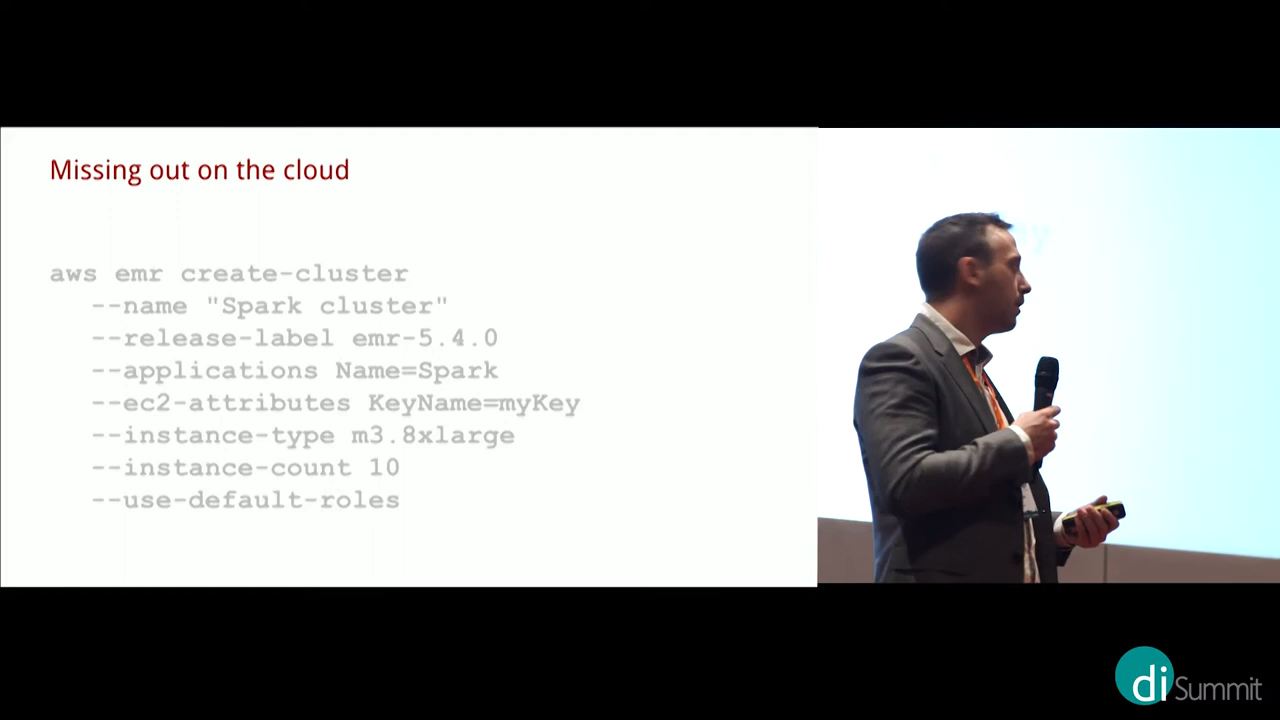 Missing out on the cloud
aws emr create-cluster
--name "Spark cluster"
--release-label emr-5.4.0
--applications Name=Spark
--ec2-attributes KeyName=myKey
--instance-type m3.8xlarge
--instance-count 10
--use-default-roles
di Summit